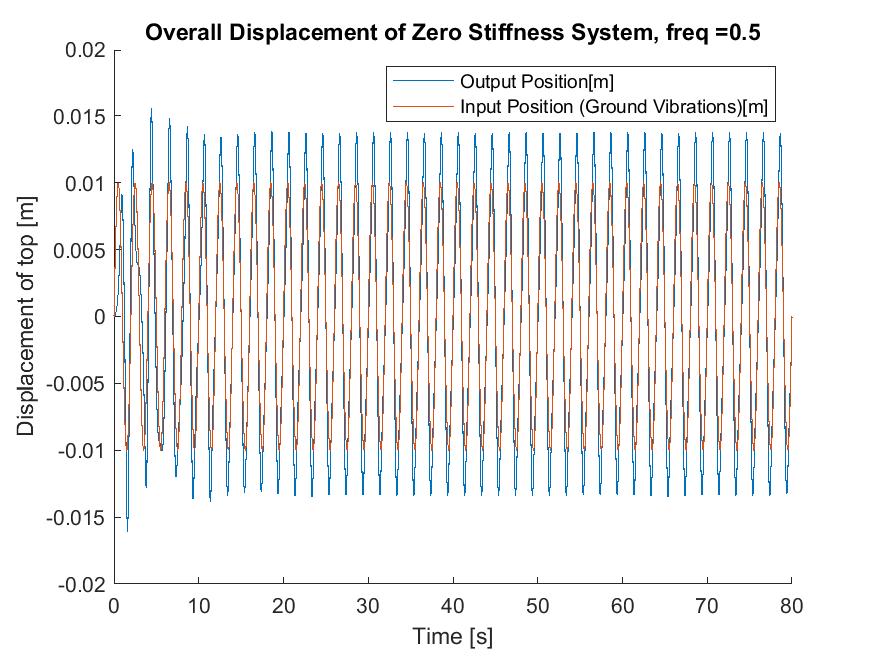 Overall Displacement of Zero Stiffness System, freq =0.5
0.02
Output Position[m]
Input Position (Ground Vibrations)[m]
0.015
0.01
0.005
0
-0.005
-0.01
-0.015
-0.02
Displacement of top [m]
0 10 20 30 40 50 60 70 80
Time [s]